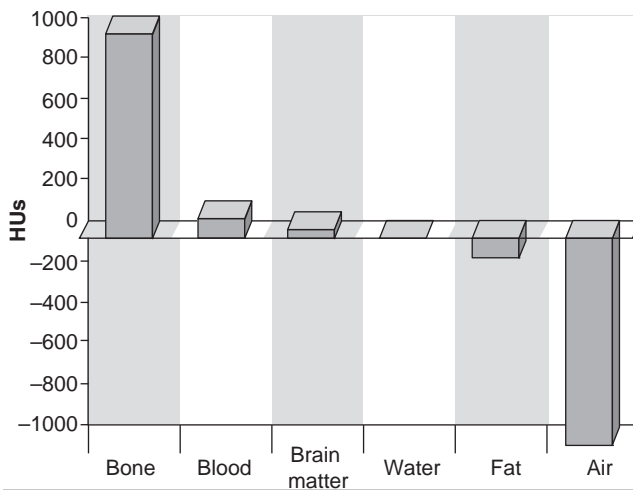 1000
800
600
400
200
0
–200
–400
–600
–800
–1000
HUs
Bone
Blood
Brain
matter
Water
Fat
Air